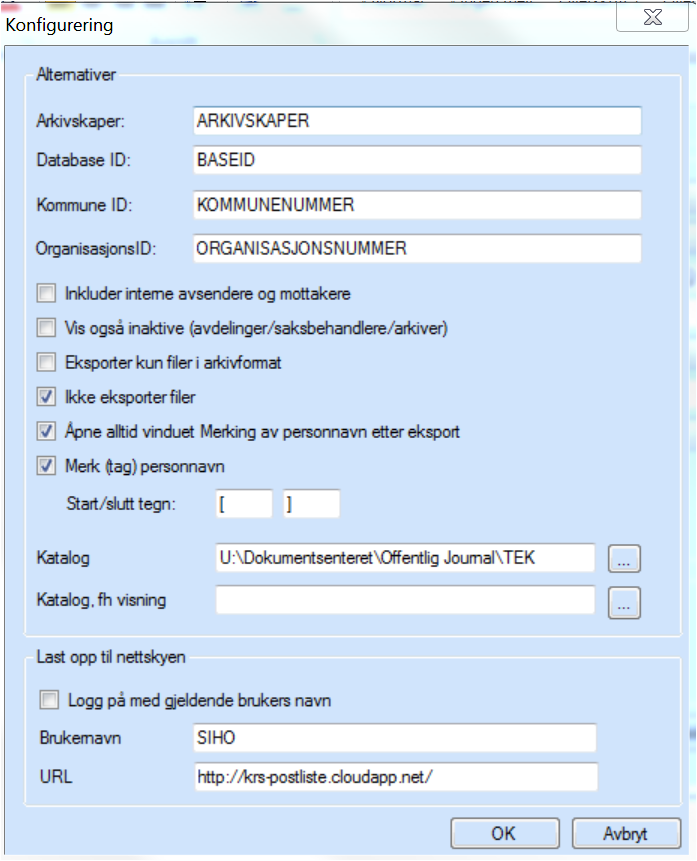 Konfigurering
Alternativer
Arkivskaper: ARKIVSKAPER
Database ID: BASEID
Kommune ID: KOMMUNENUMMER
OrganisasjonsID: ORGANISASJONSNUMMER
Inkluder interne avsendere og mottakere
Vis også inaktive (avdelinger/saksbehandlere/arkiver)
Eksporter kun filer i arkivformat
Ikke eksporter filer
Åpne alltid vinduet Merking av personnavn etter eksport
Merk (tag) personnavn
Start/slutt tegn: [ ]
Katalog U:\Dokumentsenteret\Offentlig Journal\TEK ...
Katalog, fh visning ...
Last opp til nettskyen
Logg på med gjeldende brukers navn
Brukernavn SIHO
URL http://krs-postliste.cloudapp.net/
OK Avbryt